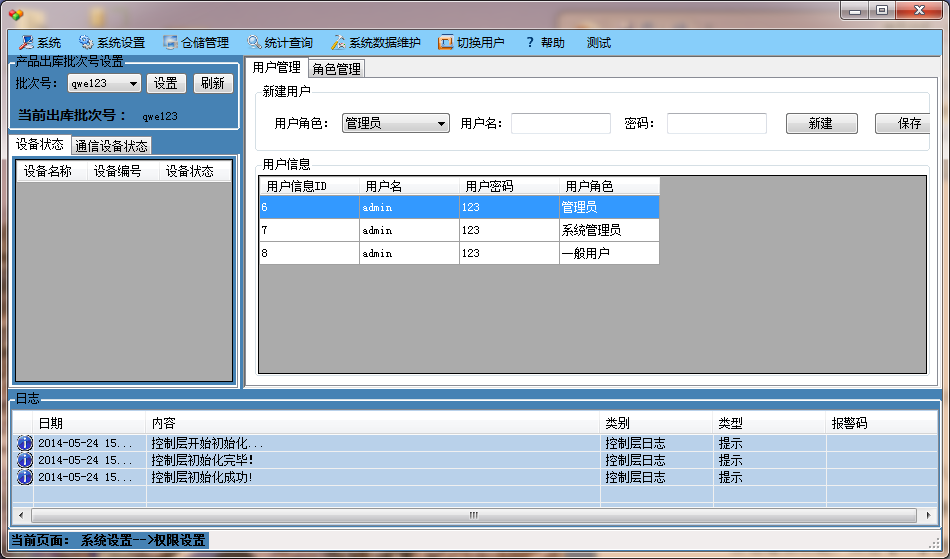 系统 系统设置 仓储管理 统计查询 系统数据维护 切换用户 ? 帮助 测试
产品出库批次号设置
批次号: qwe123 设置 刷新
当前出库批次号: qwe123
设备状态 通信设备状态
设备名称 设备编号 设备状态
用户管理 角色管理
新建用户
用户角色: 管理员 用户名: 密码: 新建 保存
用户信息
用户信息ID 用户名 用户密码 用户角色
6 admin 123 管理员
7 admin 123 系统管理员
8 admin 123 一般用户
日志
日期 内容 类别 类型 报警码
2014-05-24 15... 控制层开始初始化... 控制层日志 提示
2014-05-24 15... 控制层初始化完毕! 控制层日志 提示
2014-05-24 15... 控制层初始化成功! 控制层日志 提示
当前页面: 系统设置-->权限设置